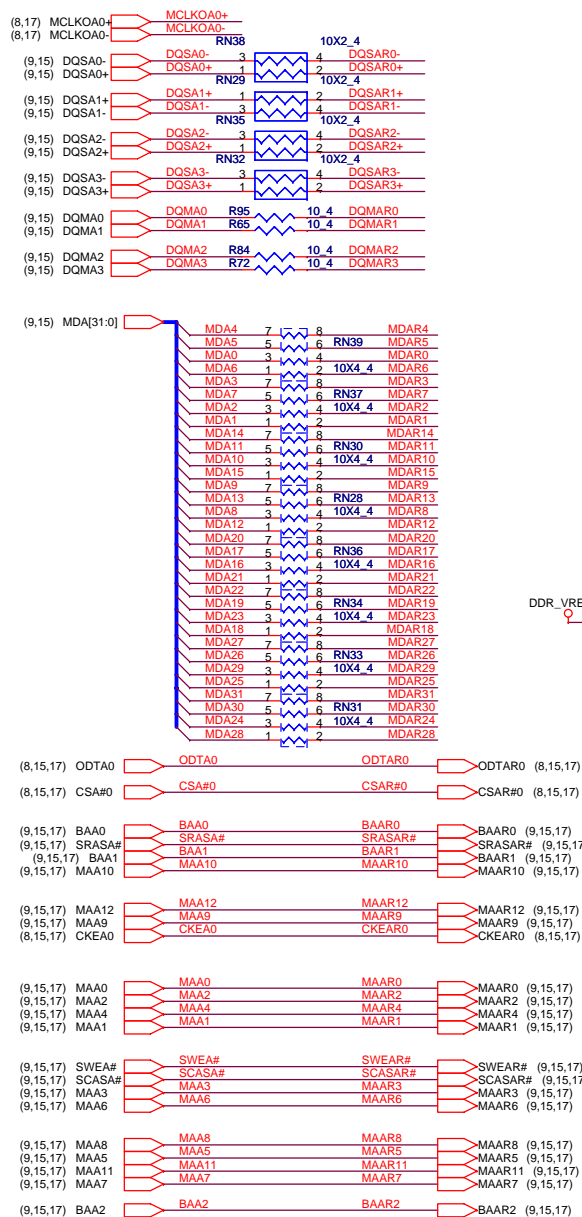 (8,17) MCLKOA0+ MCLKOA0+
(8,17) MCLKOA0- MCLKOA0-
RN38 10X2_4
(9,15) DQSA0- DQSA0- 3 4 DQSAR0-
(9,15) DQSA0+ DQSA0+ 1 2 DQSAR0+
RN29 10X2_4
(9,15) DQSA1+ DQSA1+ 1 2 DQSAR1+
(9,15) DQSA1- DQSA1- 3 4 DQSAR1-
RN35 10X2_4
(9,15) DQSA2- DQSA2- 3 4 DQSAR2-
(9,15) DQSA2+ DQSA2+ 1 2 DQSAR2+
RN32 10X2_4
(9,15) DQSA3- DQSA3- 3 4 DQSAR3-
(9,15) DQSA3+ DQSA3+ 1 2 DQSAR3+
(9,15) DQMA0 DQMA0 R95 10_4 DQMAR0
(9,15) DQMA1 DQMA1 R65 10_4 DQMAR1
(9,15) DQMA2 DQMA2 R84 10_4 DQMAR2
(9,15) DQMA3 DQMA3 R72 10_4 DQMAR3
(9,15) MDA[31:0]
MDA4 7 8 MDAR4
MDA5 5 6 RN39 MDAR5
MDA0 3 4 MDAR0
MDA6 1 2 10X4_4 MDAR6
MDA3 7 8 MDAR3
MDA7 5 6 RN37 MDAR7
MDA2 3 4 10X4_4 MDAR2
MDA1 1 2 MDAR1
MDA14 7 8 MDAR14
MDA11 5 6 RN30 MDAR11
MDA10 3 4 10X4_4 MDAR10
MDA15 1 2 MDAR15
MDA9 7 8 MDAR9
MDA13 5 6 RN28 MDAR13
MDA8 3 4 10X4_4 MDAR8
MDA12 1 2 MDAR12
MDA20 7 8 MDAR20
MDA17 5 6 RN36 MDAR17
MDA16 3 4 10X4_4 MDAR16
MDA21 1 2 MDAR21
MDA22 7 8 MDAR22
MDA19 5 6 RN34 MDAR19
MDA23 3 4 10X4_4 MDAR23
MDA18 1 2 MDAR18
MDA27 7 8 MDAR27
MDA26 5 6 RN33 MDAR26
MDA29 3 4 10X4_4 MDAR29
MDA25 1 2 MDAR25
MDA31 7 8 MDAR31
MDA30 5 6 RN31 MDAR30
MDA24 3 4 10X4_4 MDAR24
MDA28 1 2 MDAR28
DDR_VRE
(8,15,17) ODTA0 ODTA0 ODTAR0 ODTAR0 (8,15,17)
(8,15,17) CSA#0 CSA#0 CSAR#0 CSAR#0 (8,15,17)
(9,15,17) BAA0 BAA0 BAAR0 BAAR0 (9,15,17)
(9,15,17) SRASA# SRASA# SRASAR# SRASAR# (9,15,17
(9,15,17) BAA1 BAA1 BAAR1 BAAR1 (9,15,17)
(9,15,17) MAA10 MAA10 MAAR10 MAAR10 (9,15,17)
(9,15,17) MAA12 MAA12 MAAR12 MAAR12 (9,15,17)
(9,15,17) MAA9 MAA9 MAAR9 MAAR9 (9,15,17)
(8,15,17) CKEA0 CKEA0 CKEAR0 CKEAR0 (8,15,17)
(9,15,17) MAA0 MAA0 MAAR0 MAAR0 (9,15,17)
(9,15,17) MAA2 MAA2 MAAR2 MAAR2 (9,15,17)
(9,15,17) MAA4 MAA4 MAAR4 MAAR4 (9,15,17)
(9,15,17) MAA1 MAA1 MAAR1 MAAR1 (9,15,17)
(9,15,17) SWEA# SWEA# SWEAR# SWEAR# (9,15,17)
(9,15,17) SCASA# SCASA# SCASAR# SCASAR# (9,15,17
(9,15,17) MAA3 MAA3 MAAR3 MAAR3 (9,15,17)
(9,15,17) MAA6 MAA6 MAAR6 MAAR6 (9,15,17)
(9,15,17) MAA8 MAA8 MAAR8 MAAR8 (9,15,17)
(9,15,17) MAA5 MAA5 MAAR5 MAAR5 (9,15,17)
(9,15,17) MAA11 MAA11 MAAR11 MAAR11 (9,15,17)
(9,15,17) MAA7 MAA7 MAAR7 MAAR7 (9,15,17)
(9,15,17) BAA2 BAA2 BAAR2 BAAR2 (9,15,17)